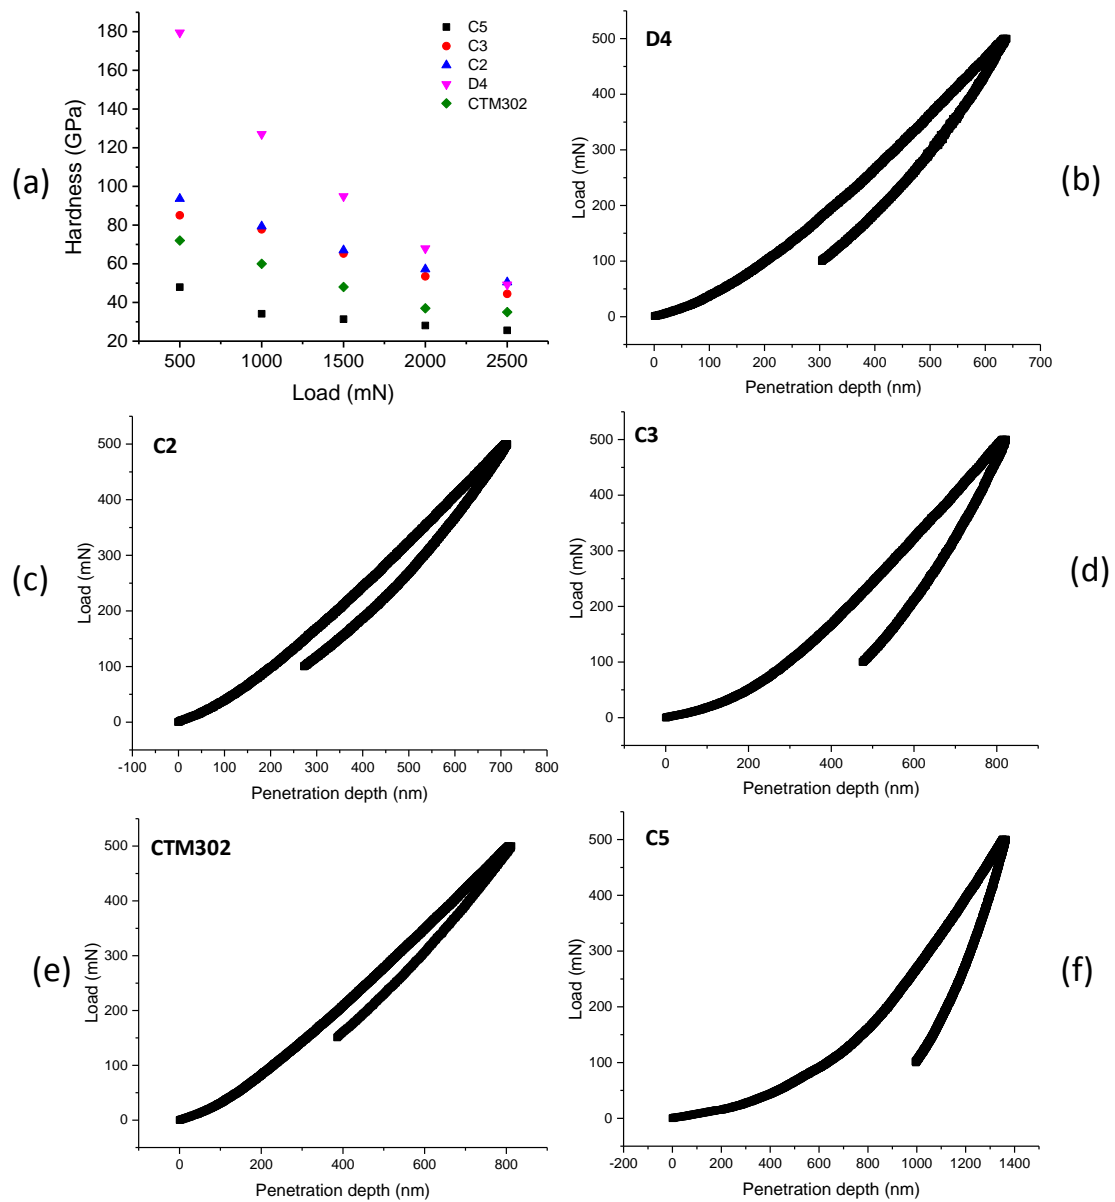 (a)
180
160
140
120
100
80
60
40
20
Hardness (GPa)
500 1000 1500 2000 2500
Load (mN)
C5
C3
C2
D4
CTM302
D4
500
400
300
200
100
0
Load (mN)
0 100 200 300 400 500 600 700
Penetration depth (nm)
(b)
(c)
C2
500
400
300
200
100
0
Load (mN)
-100 0 100 200 300 400 500 600 700 800
Penetration depth (nm)
C3
500
400
300
200
100
0
Load (mN)
0 200 400 600 800
Penetration depth (nm)
(d)
(e)
CTM302
500
400
300
200
100
0
Load (mN)
0 200 400 600 800
Penetration depth (nm)
C5
500
400
300
200
100
0
Load (mN)
-200 0 200 400 600 800 1000 1200 1400
Penetration depth (nm)
(f)